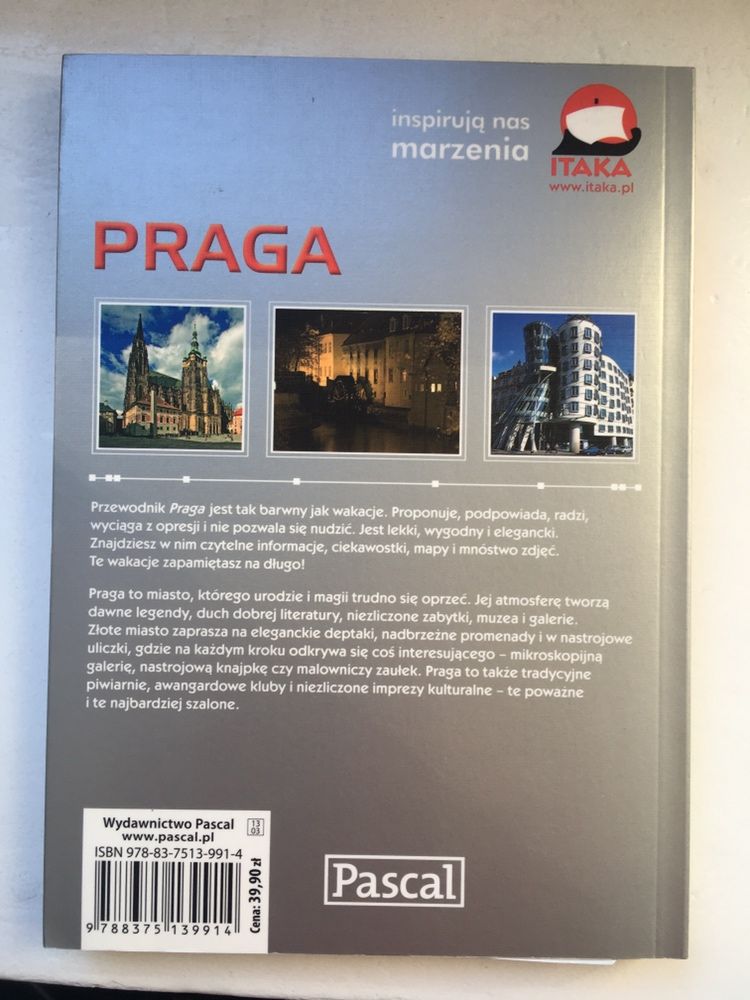 inspirują nas
marzenia
ITAKA
www.itaka.pl
PRAGA
Przewodnik Praga jest tak barwny jak wakacje. Proponuje, podpowiada, radzi,
wyciąga z opresji i nie pozwala się nudzić. Jest lekki, wygodny i elegancki.
Znajdziesz w nim czytelne informacje, ciekawostki, mapy i mnóstwo zdjęć.
Te wakacje zapamiętasz na długo!
Praga to miasto, którego urodzie i magii trudno się oprzeć. Jej atmosferę tworzą
dawne legendy, duch dobrej literatury, niezliczone zabytki, muzea i galerie.
Złote miasto zaprasza na eleganckie deptaki, nadbrzeżne promenady i w nastrojowe
uliczki, gdzie na każdym kroku odkrywa się coś interesującego – mikroskopijną
galerię, nastrojową knajpkę czy malowniczy zaułek. Praga to także tradycyjne
piwiarnie, awangardowe kluby i niezliczone imprezy kulturalne – te poważne
i te najbardziej szalone.
Wydawnictwo Pascal
www.pascal.pl
13
03
ISBN 978-83-7513-991-4
9 788375 139914
Cena: 39,90 zł
Pascal